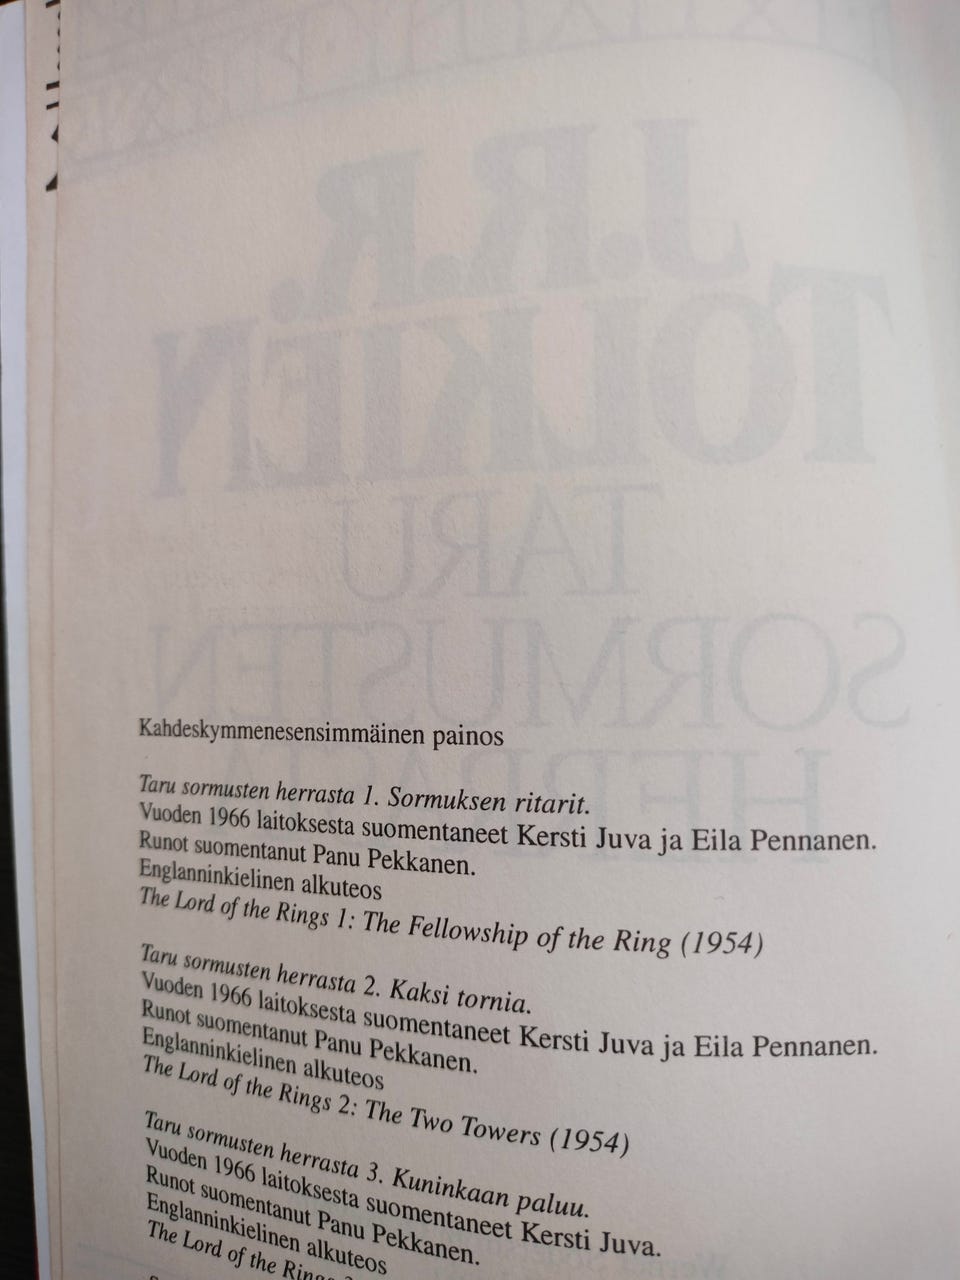 Kahdeskymmenesensimmäinen painos
Taru sormusten herrasta 1. Sormuksen ritarit.
Vuoden 1966 laitoksesta suomentaneet Kersti Juva ja Eila Pennanen.
Runot suomentanut Panu Pekkanen.
Englanninkielinen alkuteos
The Lord of the Rings 1: The Fellowship of the Ring (1954)
Taru sormusten herrasta 2. Kaksi tornia.
Vuoden 1966 laitoksesta suomentaneet Kersti Juva ja Eila Pennanen.
Runot suomentanut Panu Pekkanen.
Englanninkielinen alkuteos
The Lord of the Rings 2: The Two Towers (1954)
Taru sormusten herrasta 3. Kuninkaan paluu.
Vuoden 1966 laitoksesta suomentaneet Kersti Juva.
Runot suomentanut Panu Pekkanen.
Englanninkielinen alkuteos
The Lord of the Rings
J.R.R.
TOLKIEN
TARU
SORMUSTEN